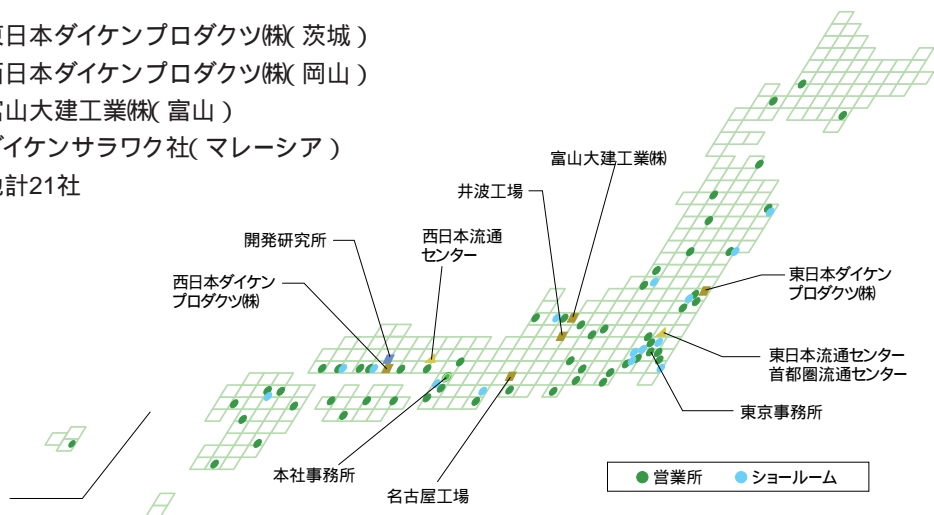 東日本ダイケンプロダクツ㈱( 茨城 )
西日本ダイケンプロダクツ㈱( 岡山 )
富山大建工業㈱( 富山 )
ダイケンサラワク社( マレーシア )
他計21社
富山大建工業㈱
井波工場
開発研究所
西日本流通
センター
西日本ダイケン
プロダクツ㈱
東日本ダイケン
プロダクツ㈱
東日本流通センター
首都圏流通センター
東京事務所
本社事務所
名古屋工場
営業所
ショールーム